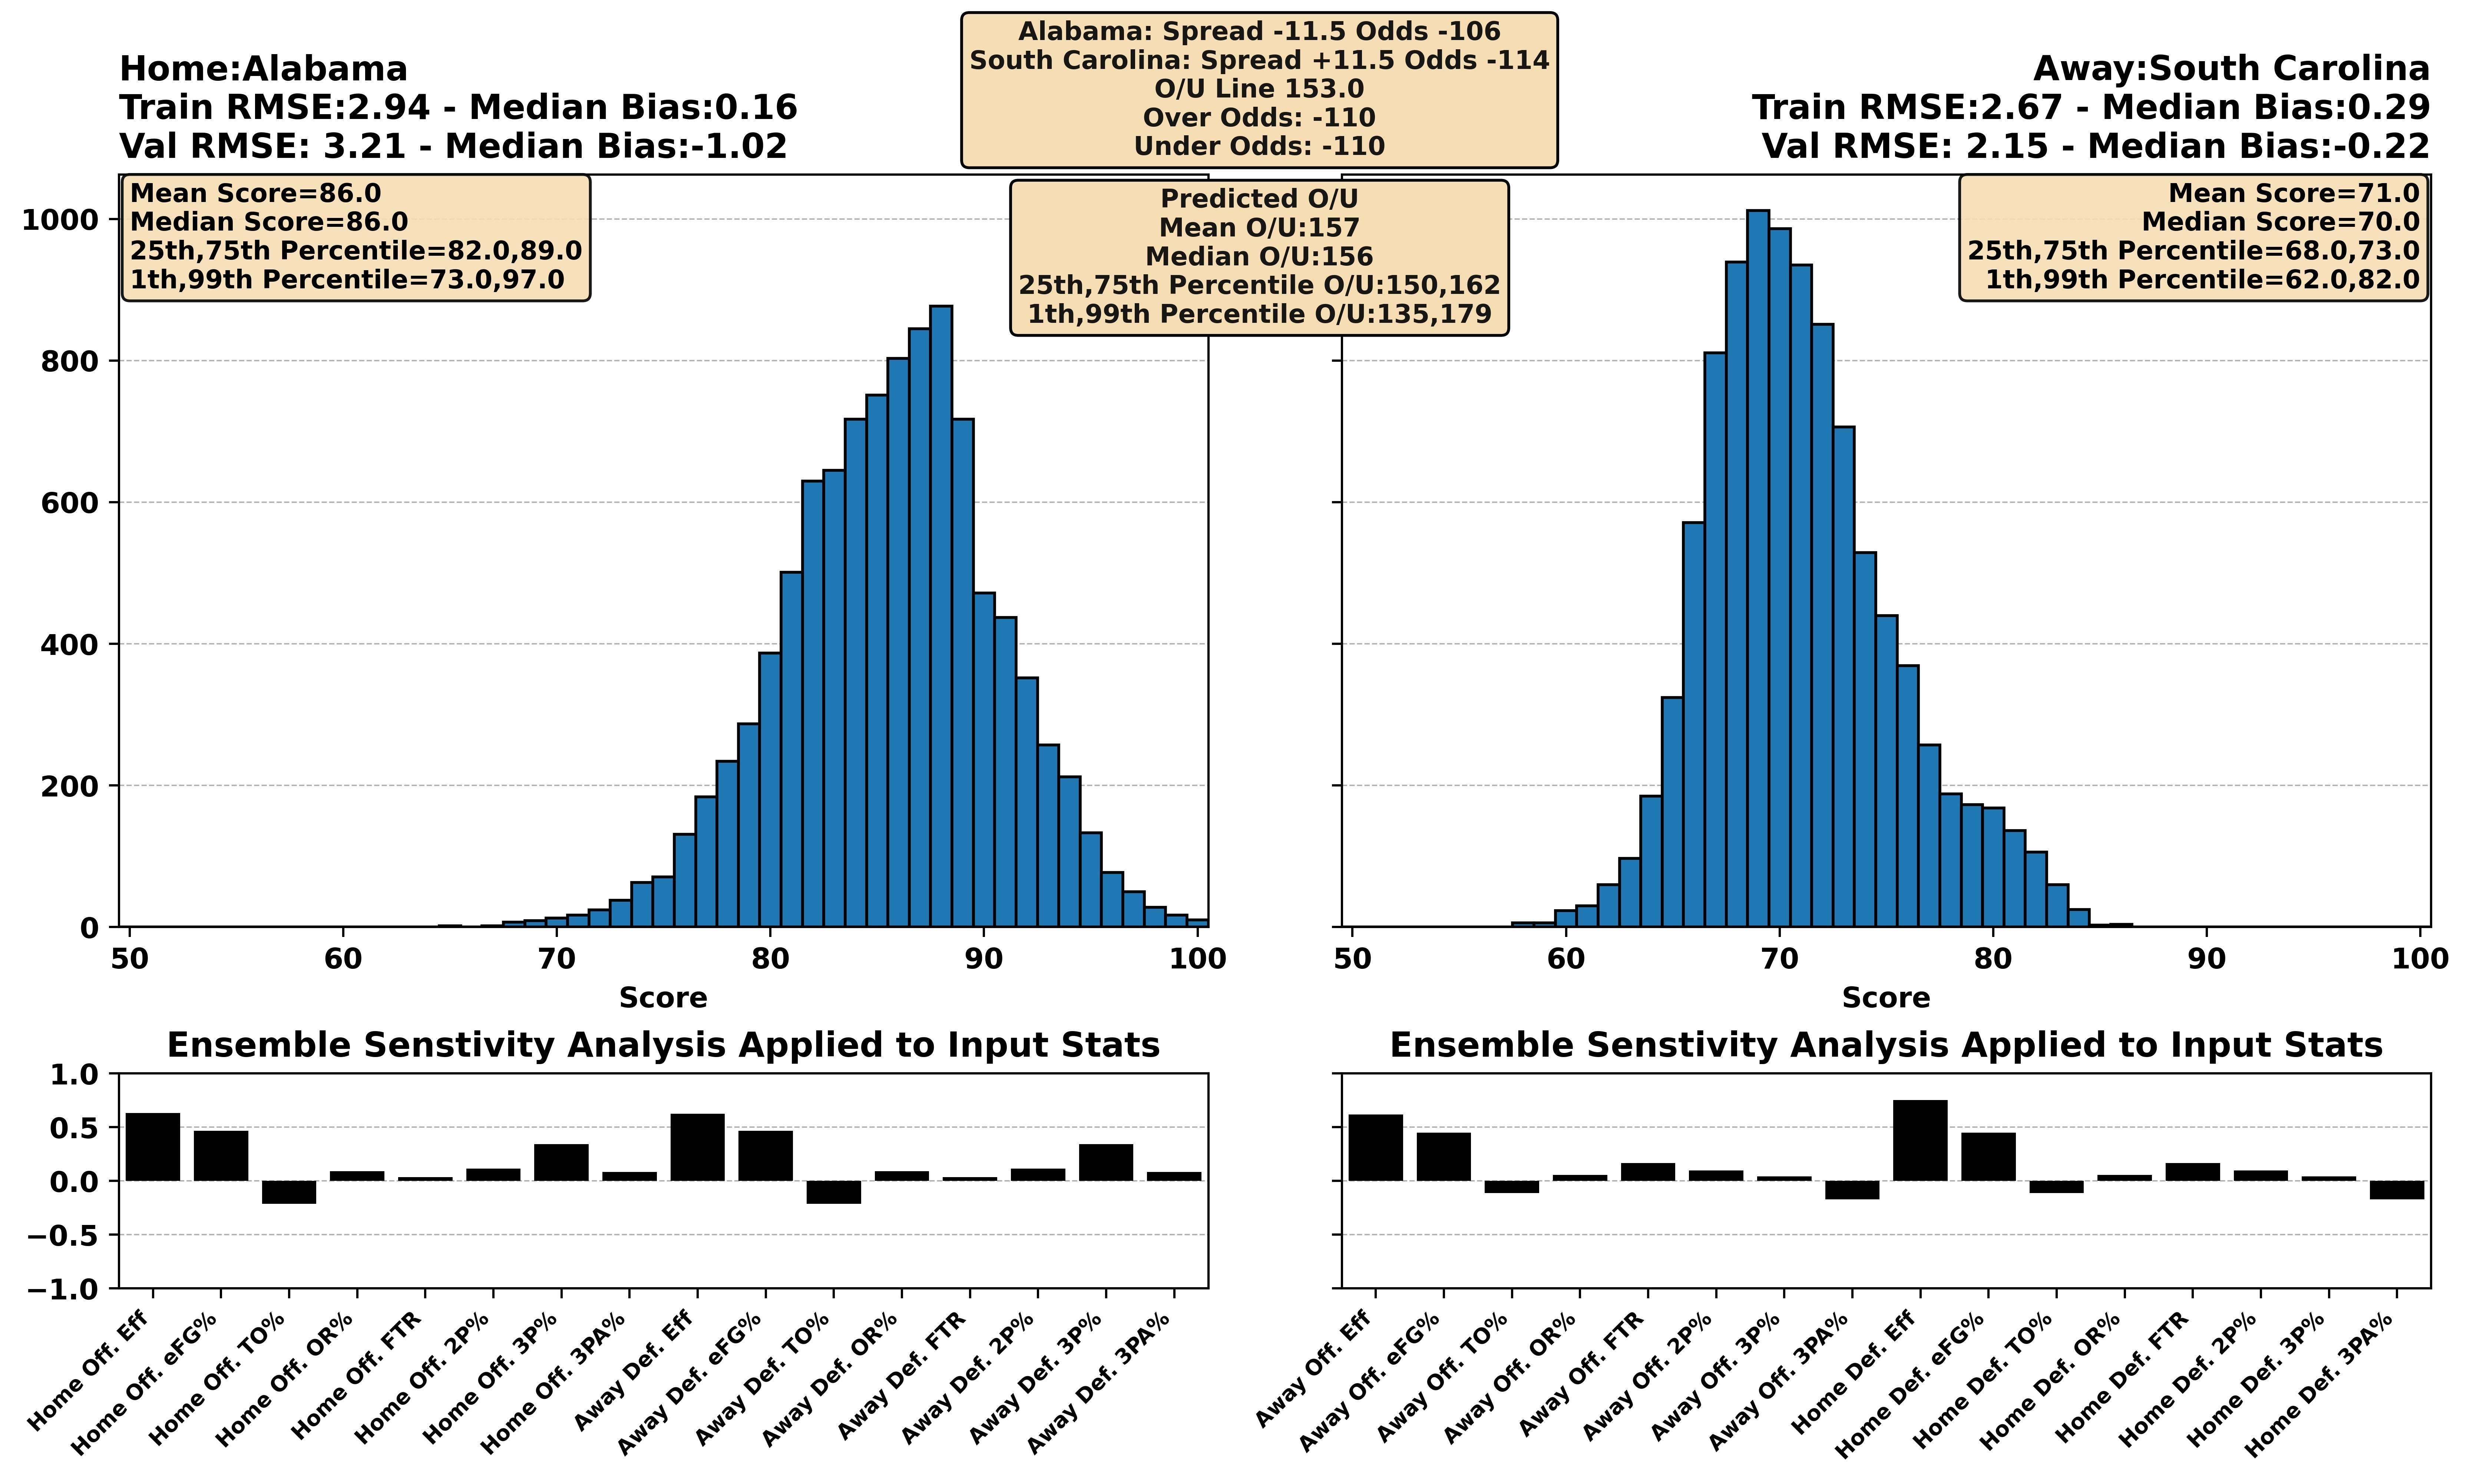 Alabama: Spread -11.5 Odds -106
South Carolina: Spread +11.5 Odds -114
O/U Line 153.0
Over Odds: -110
Under Odds: -110
Home:Alabama
Train RMSE:2.94 - Median Bias:0.16
Val RMSE: 3.21 - Median Bias:-1.02
Away:South Carolina
Train RMSE:2.67 - Median Bias:0.29
Val RMSE: 2.15 - Median Bias:-0.22
Mean Score=86.0
Median Score=86.0
25th,75th Percentile=82.0,89.0
1th,99th Percentile=73.0,97.0
Predicted O/U
Mean O/U:157
Median O/U:156
25th,75th Percentile O/U:150,162
1th,99th Percentile O/U:135,179
Mean Score=71.0
Median Score=70.0
25th,75th Percentile=68.0,73.0
1th,99th Percentile=62.0,82.0
1000
800
600
400
200
0
50 60 70 80 90 100
Score
50 60 70 80 90 100
Score
Ensemble Senstivity Analysis Applied to Input Stats
1.0
0.5
0.0
−0.5
−1.0
Home Off. Eff
Home Off. eFG%
Home Off. TO%
Home Off. OR%
Home Off. FTR
Home Off. 2P%
Home Off. 3P%
Home Off. 3PA%
Away Def. Eff
Away Def. eFG%
Away Def. TO%
Away Def. OR%
Away Def. FTR
Away Def. 2P%
Away Def. 3P%
Away Def. 3PA%
Ensemble Senstivity Analysis Applied to Input Stats
Away Off. Eff
Away Off. eFG%
Away Off. TO%
Away Off. OR%
Away Off. FTR
Away Off. 2P%
Away Off. 3P%
Away Off. 3PA%
Home Def. Eff
Home Def. eFG%
Home Def. TO%
Home Def. OR%
Home Def. FTR
Home Def. 2P%
Home Def. 3P%
Home Def. 3PA%